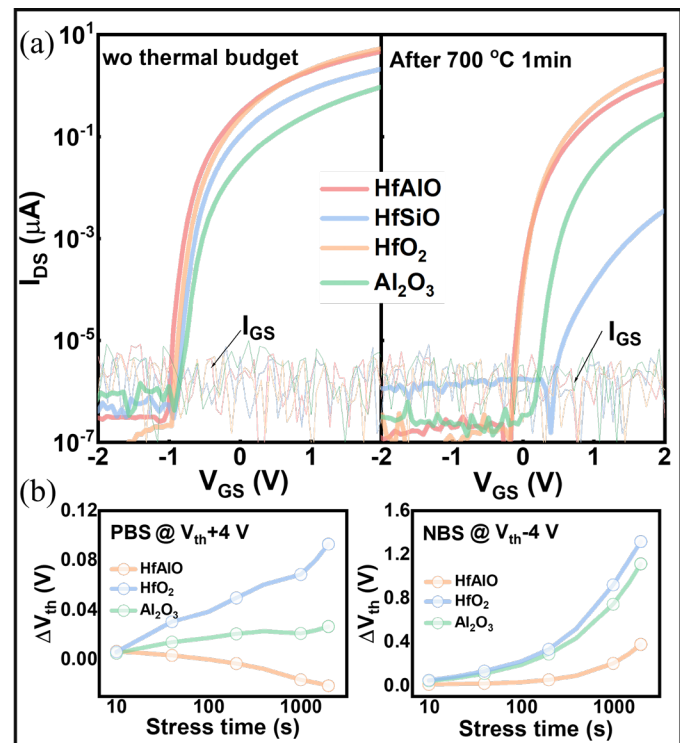 (a)
wo thermal budget
After 700 °C 1min
I_DS (μA)
10¹
10⁻¹
10⁻³
10⁻⁵
10⁻⁷
HfAlO
HfSiO
HfO₂
Al₂O₃
I_GS
I_GS
-2
-1
0
1
-2
-1
0
1
2
V_GS (V)
V_GS (V)
(b)
PBS @ V_th+4 V
HfAlO
HfO₂
Al₂O₃
ΔV_th (V)
0.12
0.08
0.04
0.00
10
100
1000
Stress time (s)
NBS @ V_th-4 V
HfAlO
HfO₂
Al₂O₃
ΔV_th (V)
1.6
1.2
0.8
0.4
0.0
10
100
1000
Stress time (s)